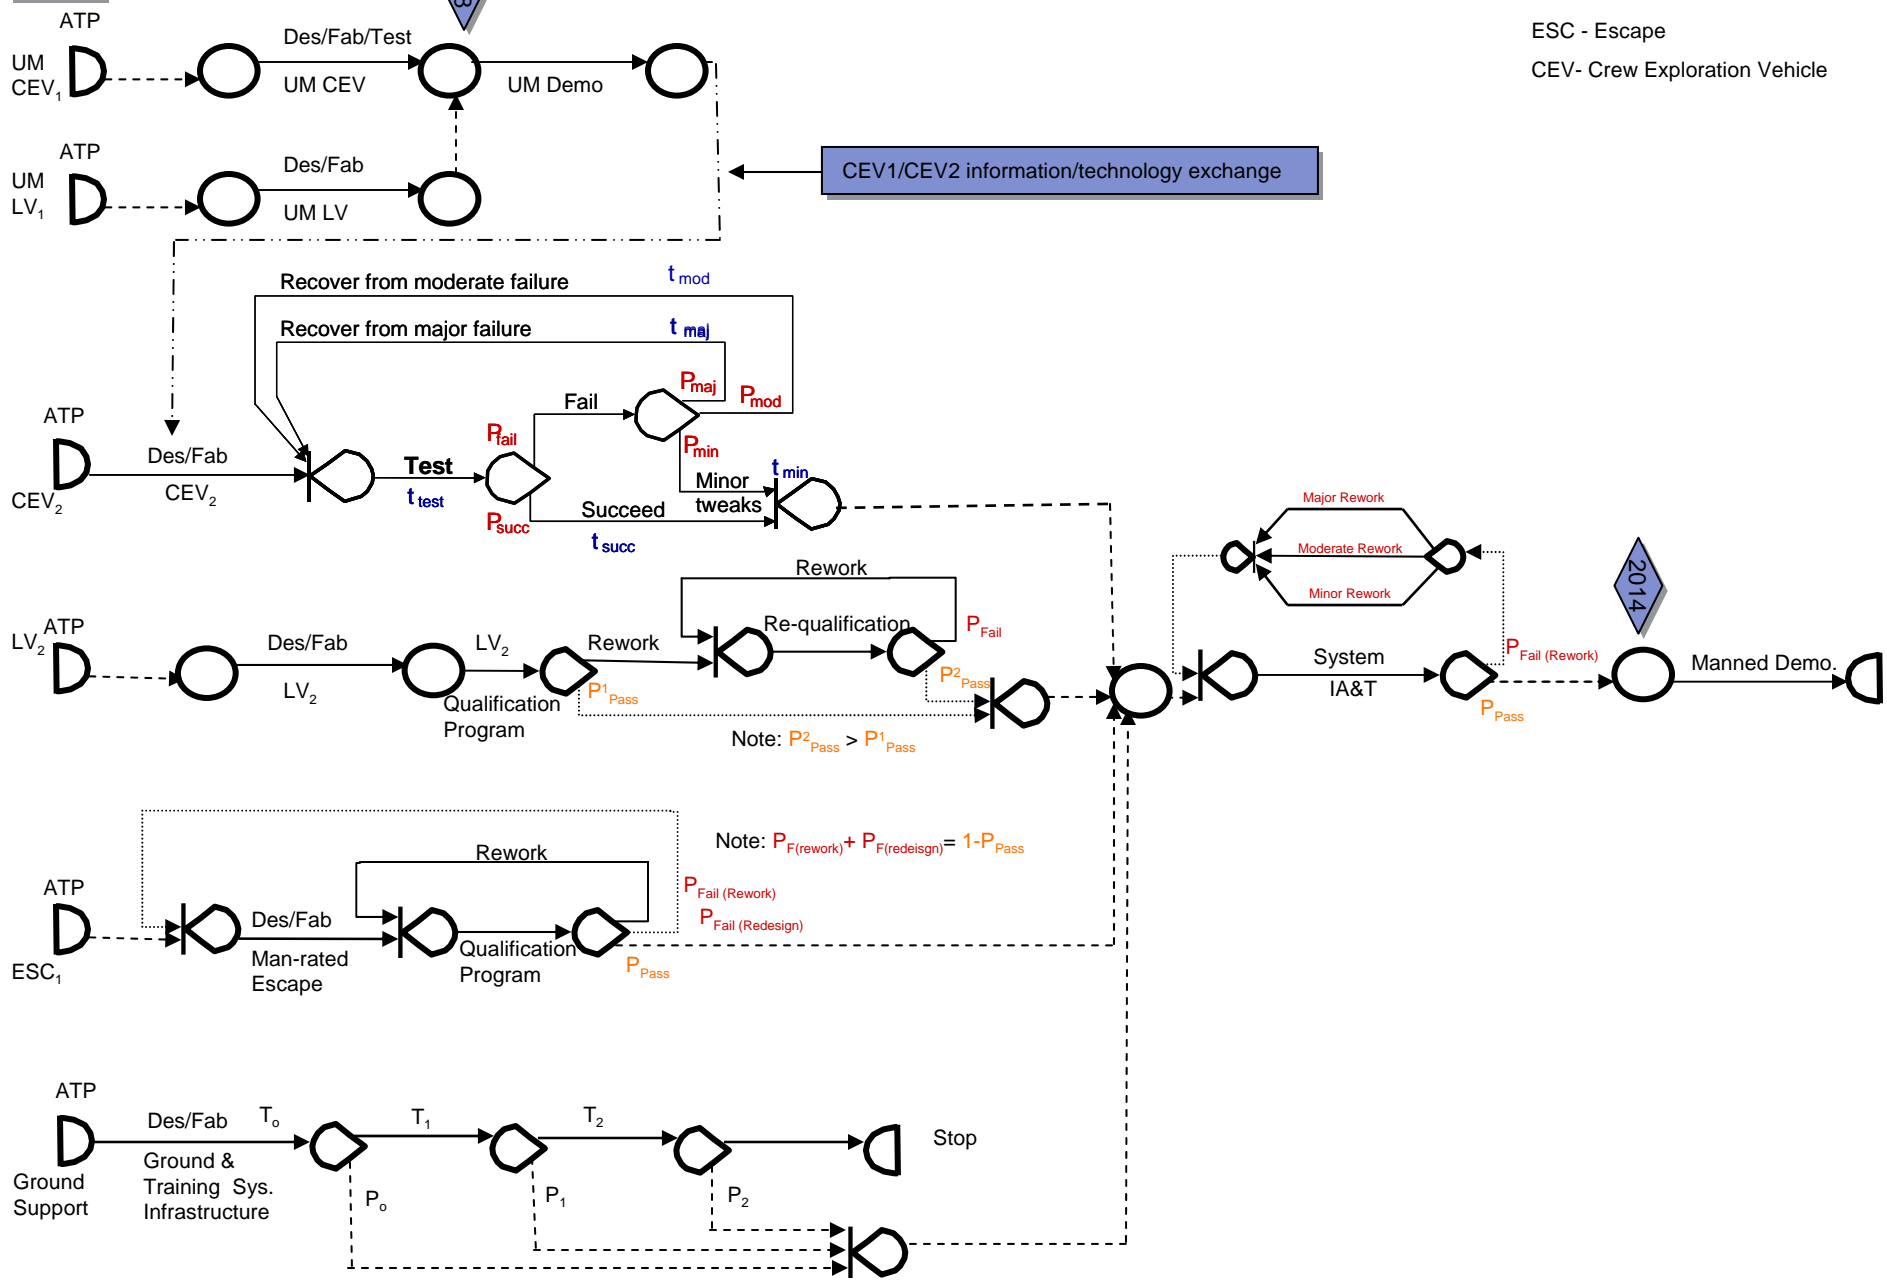 ATP
UM
CEV1
Des/Fab/Test
UM CEV
UM Demo
ESC - Escape
CEV- Crew Exploration Vehicle
ATP
UM
LV1
Des/Fab
UM LV
CEV1/CEV2 information/technology exchange
Recover from moderate failure
t mod
Recover from major failure
t maj
ATP
CEV2
Des/Fab
CEV2
Test
t test
Pfail
Psucc
Fail
Pmaj
Pmod
Pmin
Minor
tweaks
t min
Succeed
t succ
Major Rework
Moderate Rework
Minor Rework
2014
LV2
ATP
Des/Fab
LV2
LV2
Qualification
Program
Rework
P1Pass
Rework
Re-qualification
PFail
P2Pass
Note: P2Pass > P1Pass
System
IA&T
PFail (Rework)
PPass
Manned Demo.
Note: PF(rework)+ PF(redeisgn)= 1-PPass
ATP
ESC1
Des/Fab
Man-rated
Escape
Rework
Qualification
Program
PFail (Rework)
PFail (Redesign)
PPass
ATP
Ground
Support
Des/Fab
Ground &
Training Sys.
Infrastructure
To
T1
T2
Po
P1
P2
Stop